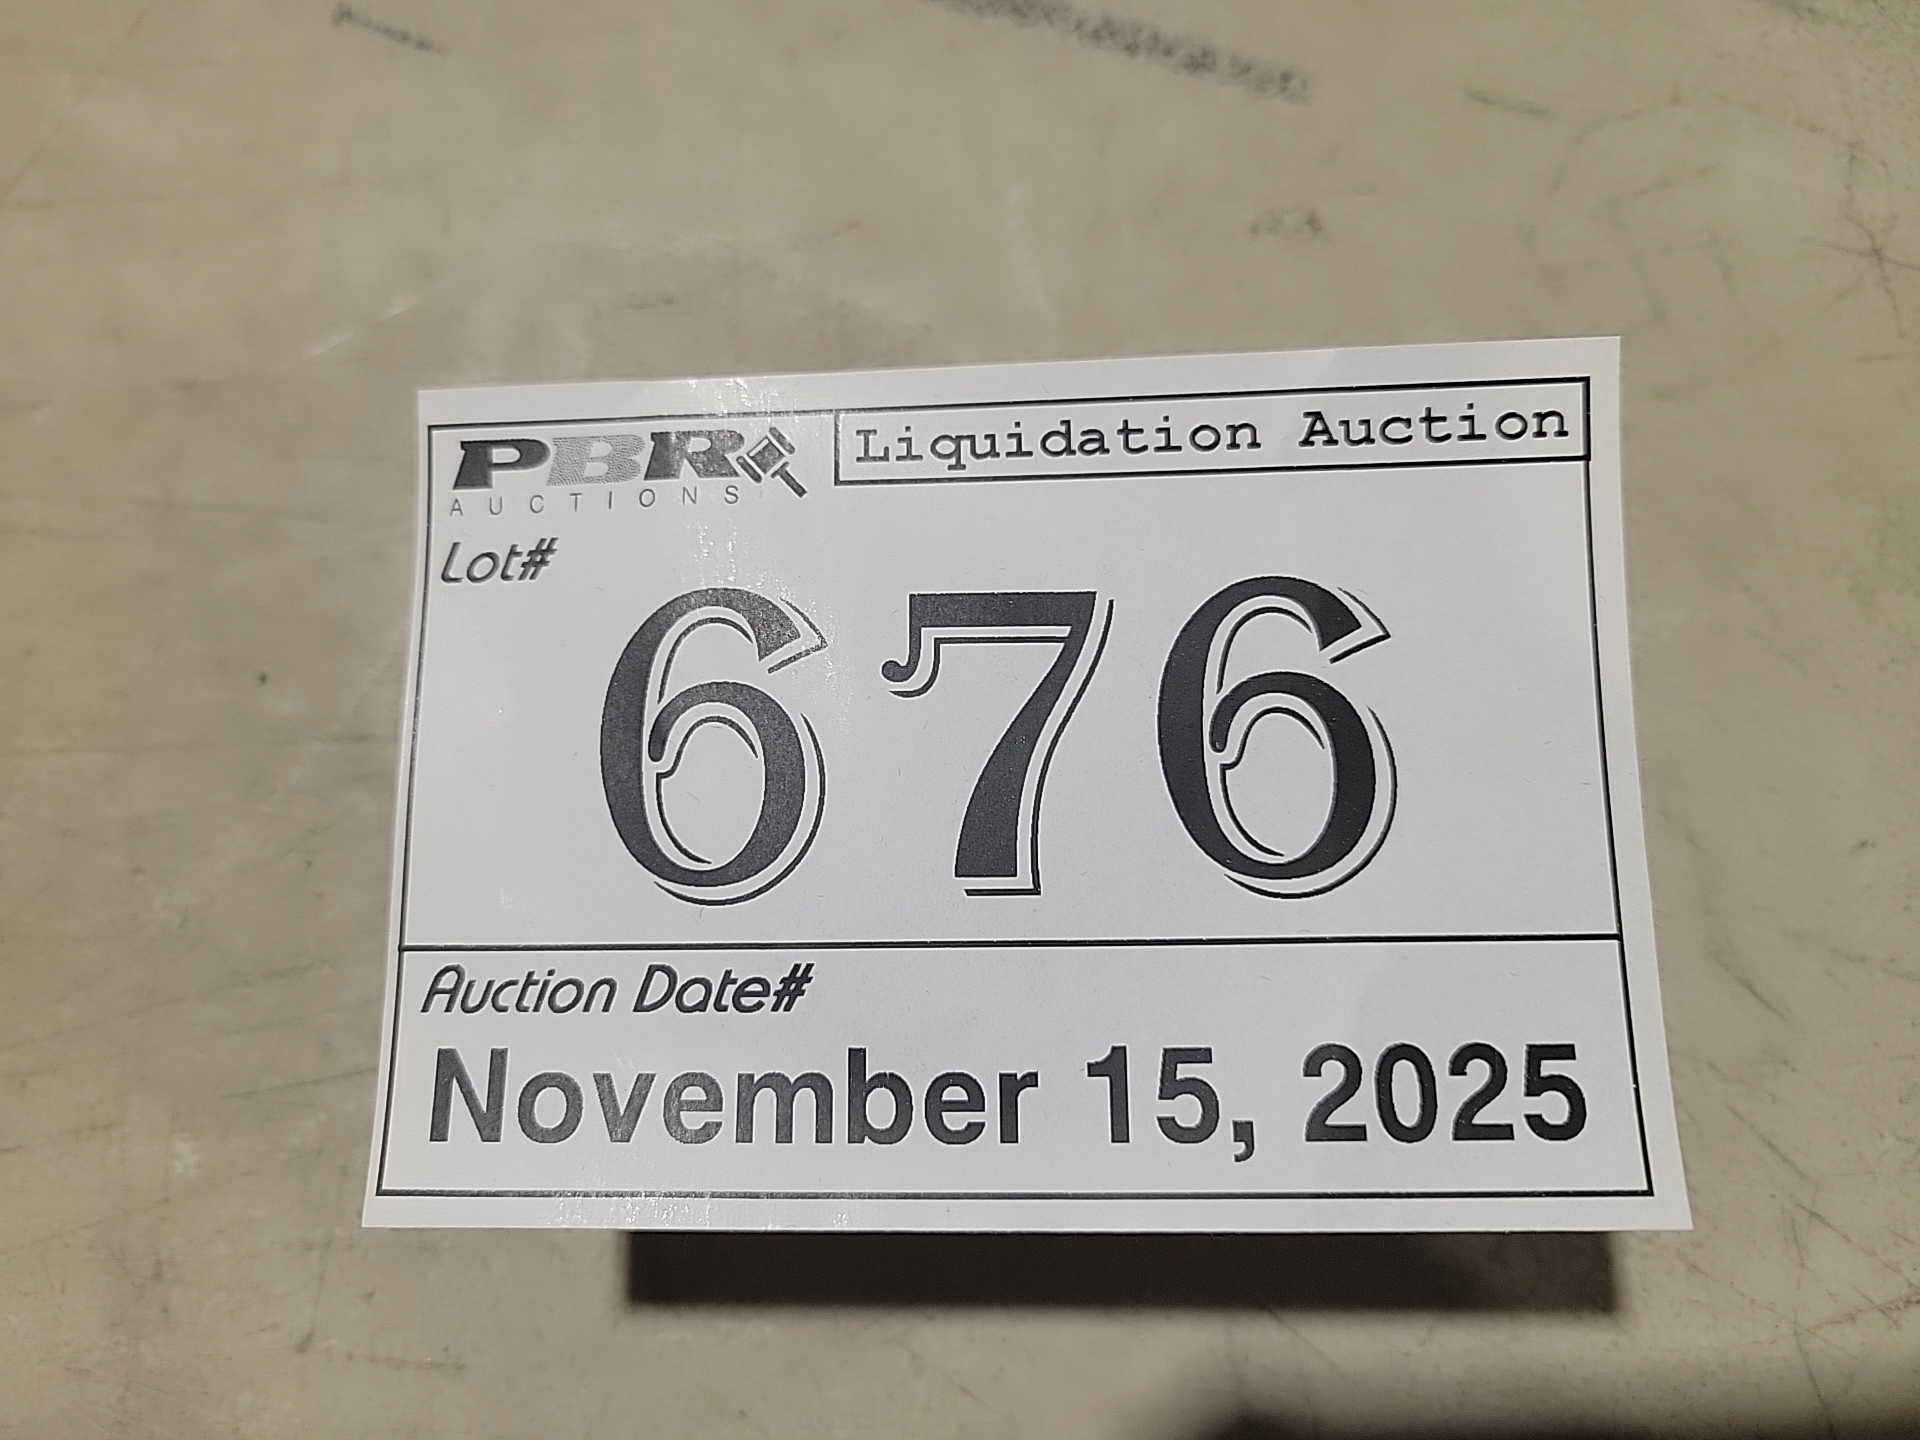 PBR
AUCTIONS
Liquidation Auction
Lot#
676
Auction Date#
November 15, 2025